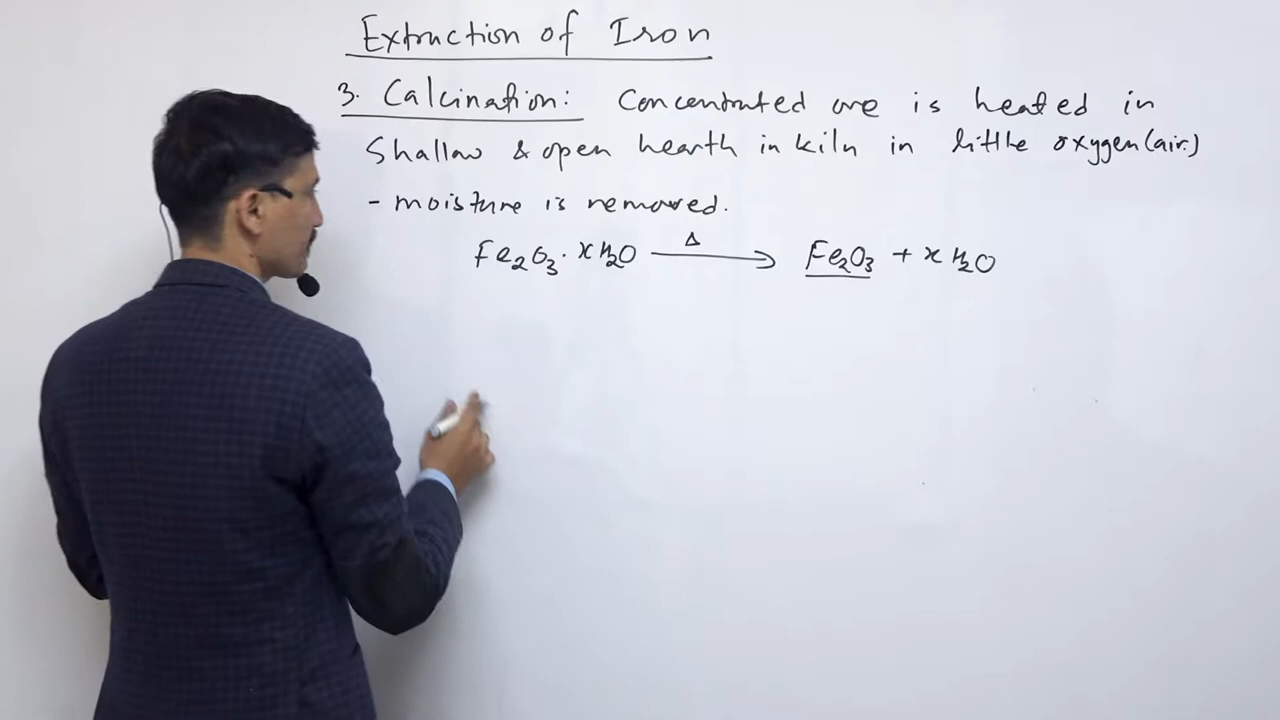 Extraction of Iron
3. Calcination: Concentrated ore is heated in
Shallow & open hearth in kiln in little oxygen (air)
- moisture is removed.
Fe₂O₃·xH₂O —Δ→ Fe₂O₃ + xH₂O